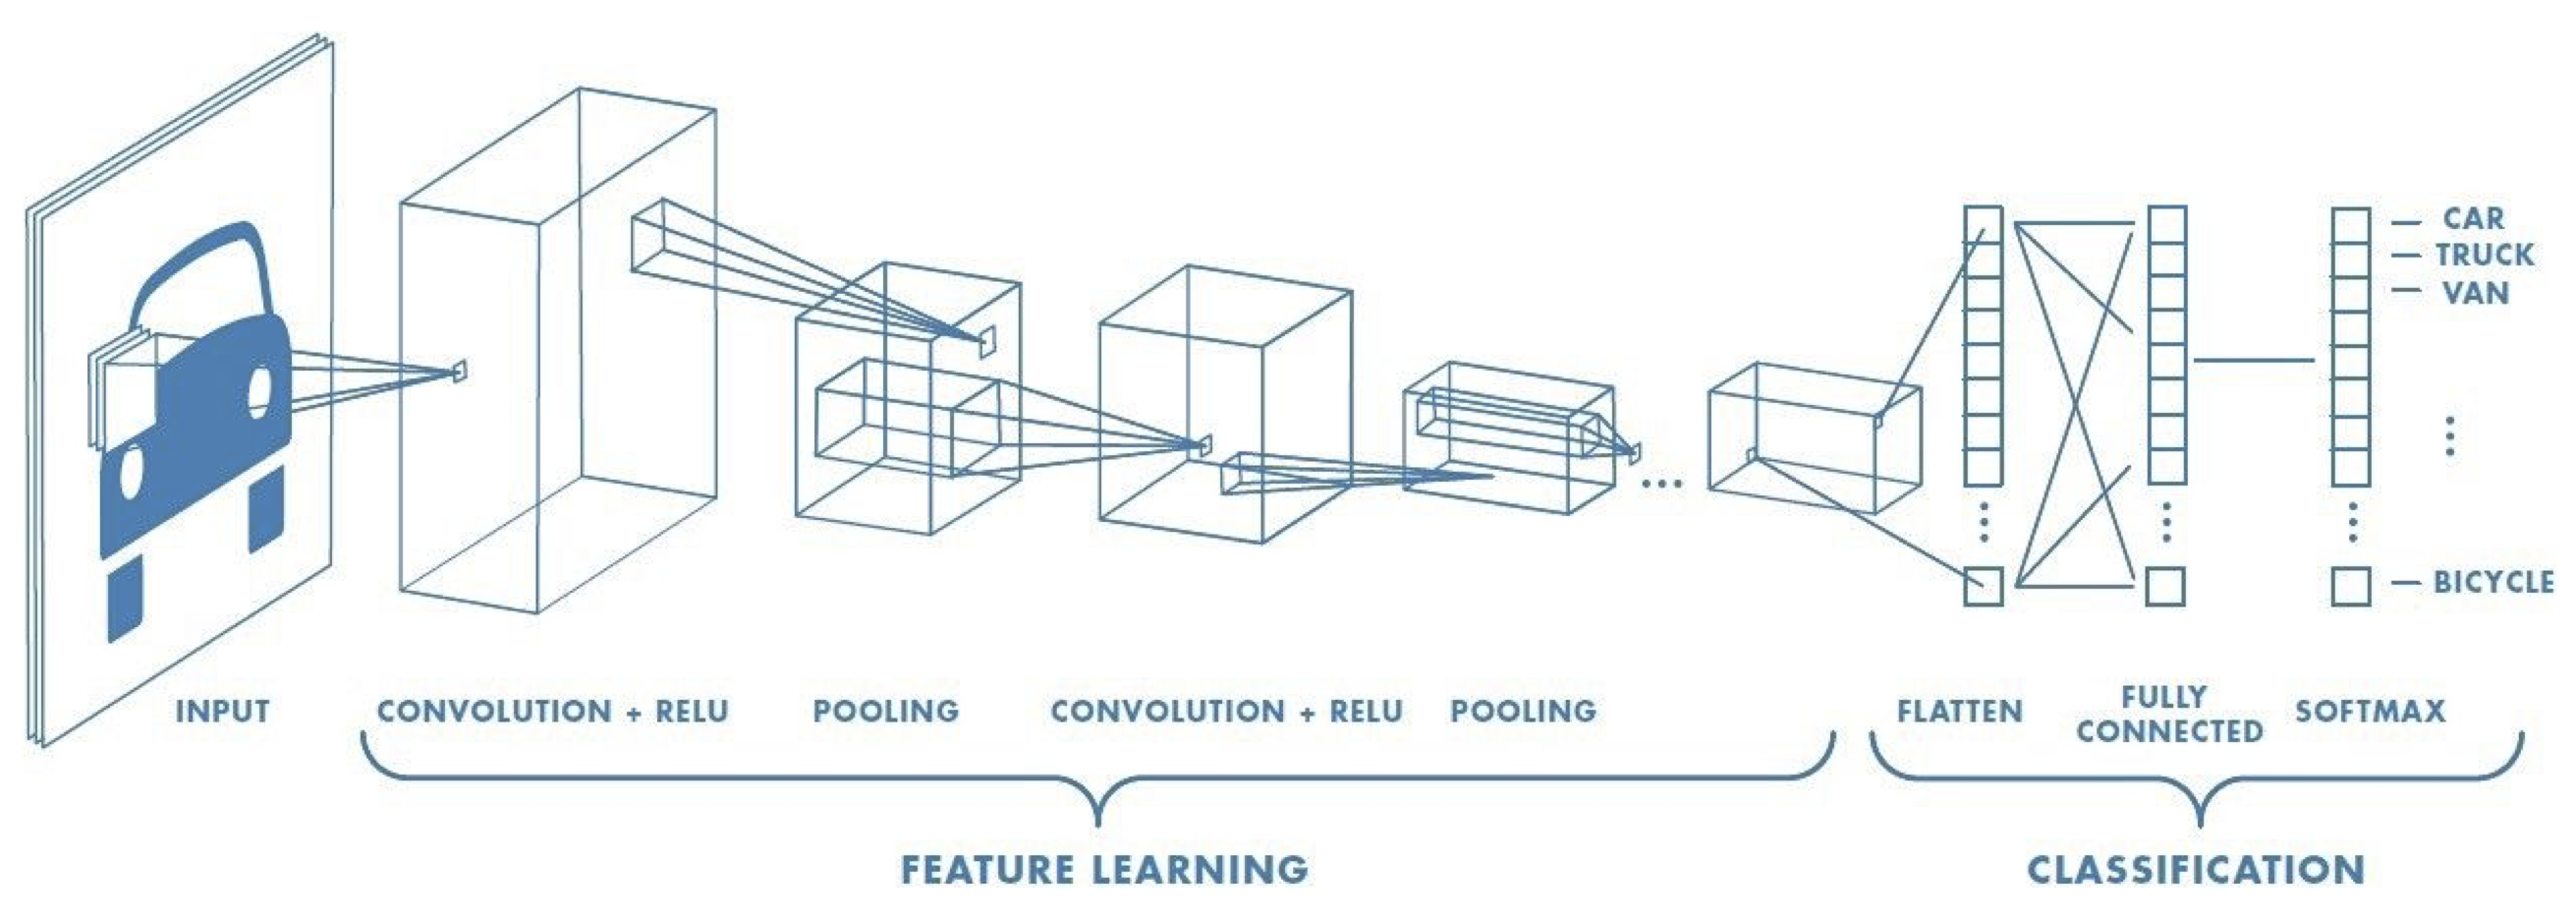 CAR
TRUCK
VAN
BICYCLE
INPUT
CONVOLUTION + RELU
POOLING
CONVOLUTION + RELU
POOLING
FLATTEN
FULLY
CONNECTED
SOFTMAX
FEATURE LEARNING
CLASSIFICATION